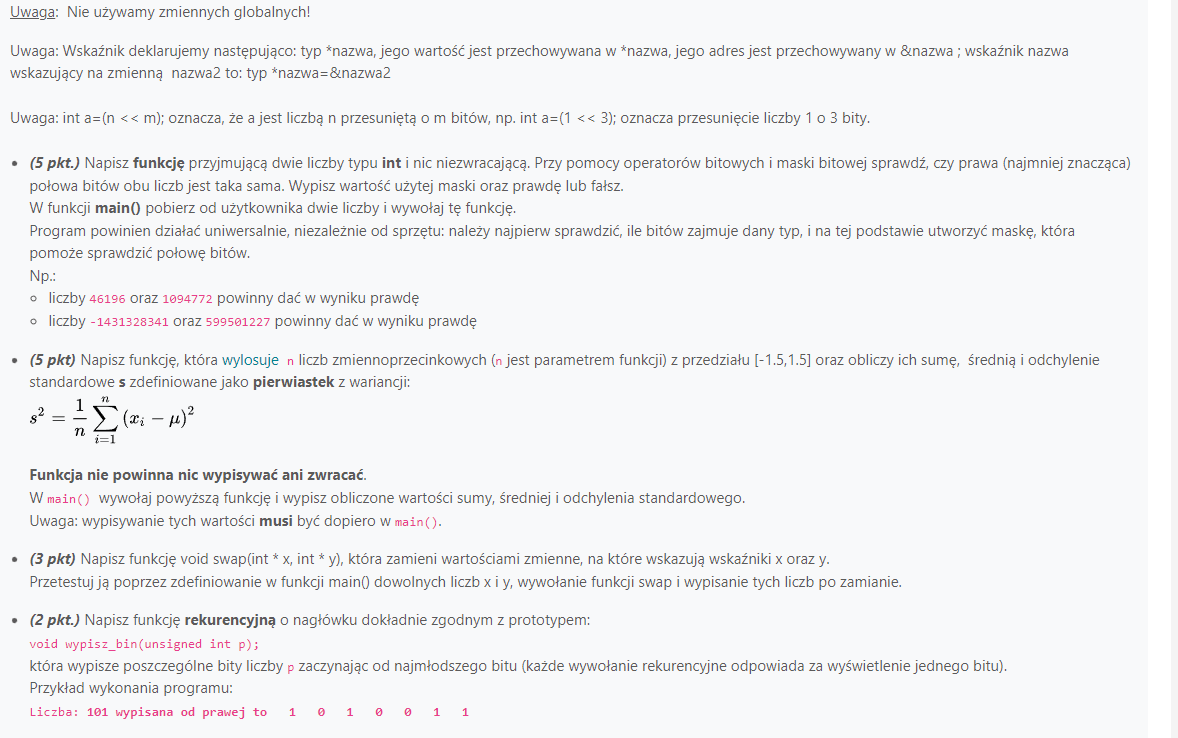 Uwaga: Nie używamy zmiennych globalnych!
Uwaga: Wskaźnik deklarujemy następująco: typ *nazwa, jego wartość jest przechowywana w *nazwa, jego adres jest przechowywany w &nazwa ; wskaźnik nazwa
wskazujący na zmienną nazwa2 to: typ *nazwa=&nazwa2
Uwaga: int a=(n << m); oznacza, że a jest liczbą n przesuniętą o m bitów, np. int a=(1 << 3); oznacza przesunięcie liczby 1 o 3 bity.
• (5 pkt.) Napisz funkcję przyjmującą dwie liczby typu int i nic niezwracającą. Przy pomocy operatorów bitowych i maski bitowej sprawdź, czy prawa (najmniej znacząca)
połowa bitów obu liczb jest taka sama. Wypisz wartość użytej maski oraz prawdę lub fałsz.
W funkcji main() pobierz od użytkownika dwie liczby i wywołaj tę funkcję.
Program powinien działać uniwersalnie, niezależnie od sprzętu: należy najpierw sprawdzić, ile bitów zajmuje dany typ, i na tej podstawie utworzyć maskę, która
pomoże sprawdzić połowę bitów.
Np.:
○ liczby 46196 oraz 1094772 powinny dać w wyniku prawdę
○ liczby -1431328341 oraz 599501227 powinny dać w wyniku prawdę
• (5 pkt) Napisz funkcję, która wylosuje n liczb zmiennoprzecinkowych (n jest parametrem funkcji) z przedziału [-1.5,1.5] oraz obliczy ich sumę, średnią i odchylenie
standardowe s zdefiniowane jako pierwiastek z wariancji:
s² = 1/n ∑_{i=1}^{n} (x_i − μ)²
Funkcja nie powinna nic wypisywać ani zwracać.
W main() wywołaj powyższą funkcję i wypisz obliczone wartości sumy, średniej i odchylenia standardowego.
Uwaga: wypisywanie tych wartości musi być dopiero w main().
• (3 pkt) Napisz funkcję void swap(int * x, int * y), która zamieni wartościami zmienne, na które wskazują wskaźniki x oraz y.
Przetestuj ją poprzez zdefiniowanie w funkcji main() dowolnych liczb x i y, wywołanie funkcji swap i wypisanie tych liczb po zamianie.
• (2 pkt.) Napisz funkcję rekurencyjną o nagłówku dokładnie zgodnym z prototypem:
void wypisz_bin(unsigned int p);
która wypisze poszczególne bity liczby p zaczynając od najmłodszego bitu (każde wywołanie rekurencyjne odpowiada za wyświetlenie jednego bitu).
Przykład wykonania programu:
Liczba: 101 wypisana od prawej to 1 0 1 0 0 1 1